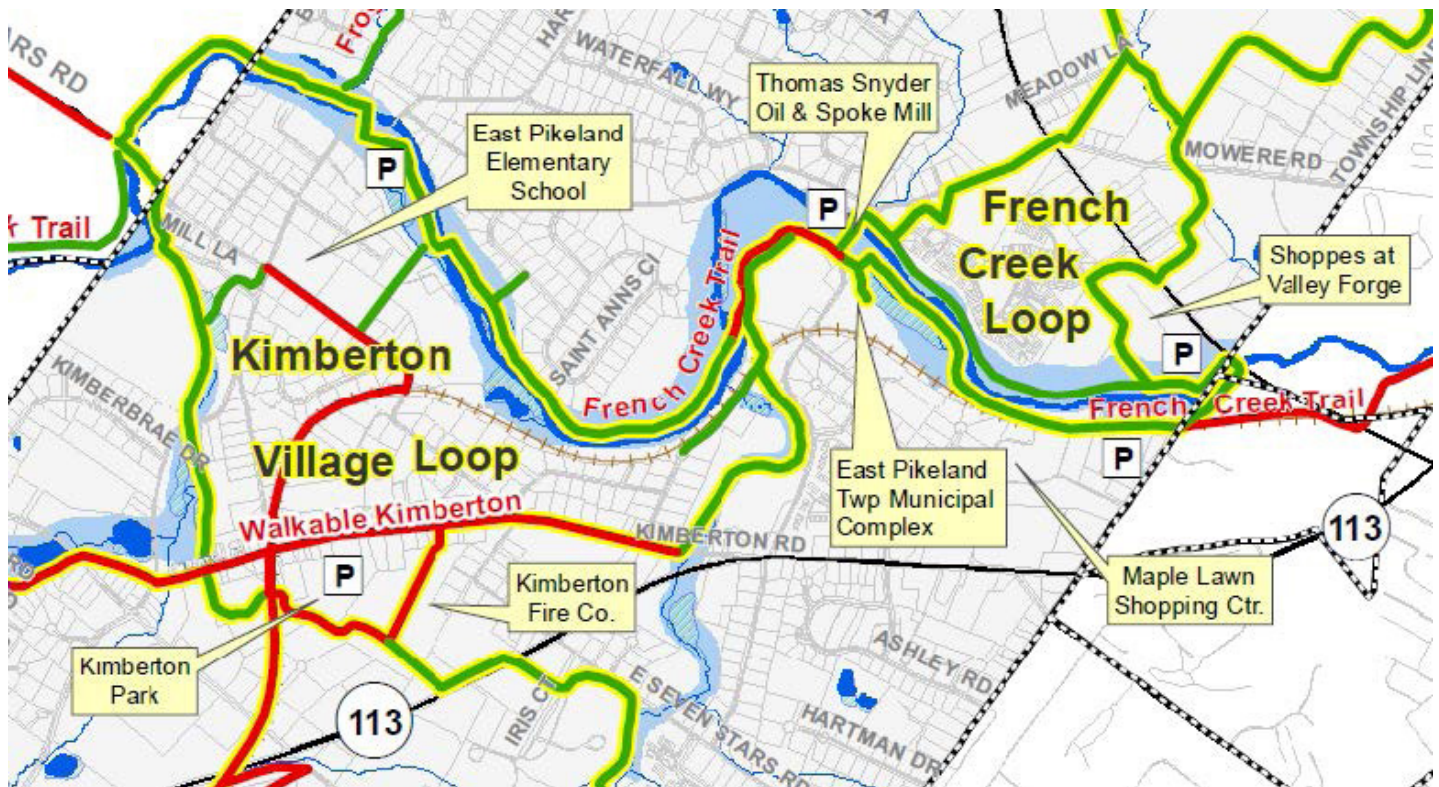 RS RD
Frog
WATERFALL WY
MEADOW LA
TOWNSHIP LINE
Thomas Snyder
Oil & Spoke Mill
P
East Pikeland
Elementary
School
MOWERE RD
P
French
Creek
Loop
k Trail
MILL LA
Shoppes at
Valley Forge
SAINT ANNS CI
French Creek Trail
Kimberton
P
KIMBERBRAE DR
French Creek Trail
Village Loop
P
East Pikeland
Twp Municipal
Complex
Walkable Kimberton
KIMBERTON RD
113
RD
P
Kimberton
Fire Co.
Maple Lawn
Shopping Ctr.
Kimberton
Park
ASHLEY RD
E SEVEN STARS RD
IRIS CT
HARTMAN DR
113